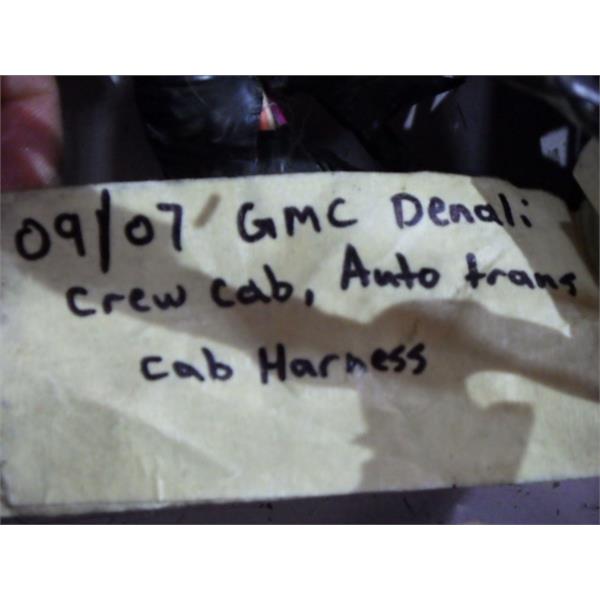 09/07 GMC Denali
crew cab, Auto trans
cab Harness